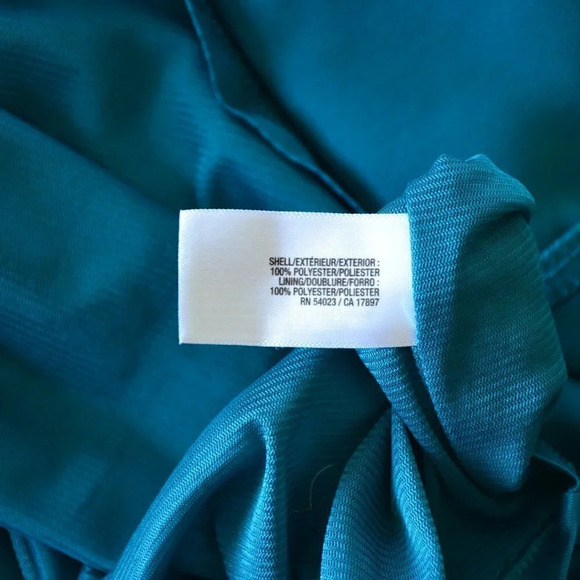 SHELL/EXTÉRIEUR/EXTERIOR :
100% POLYESTER/POLIESTER
LINING/DOUBLURE/FORRO :
100% POLYESTER/POLIESTER
RN 54023 / CA 17897